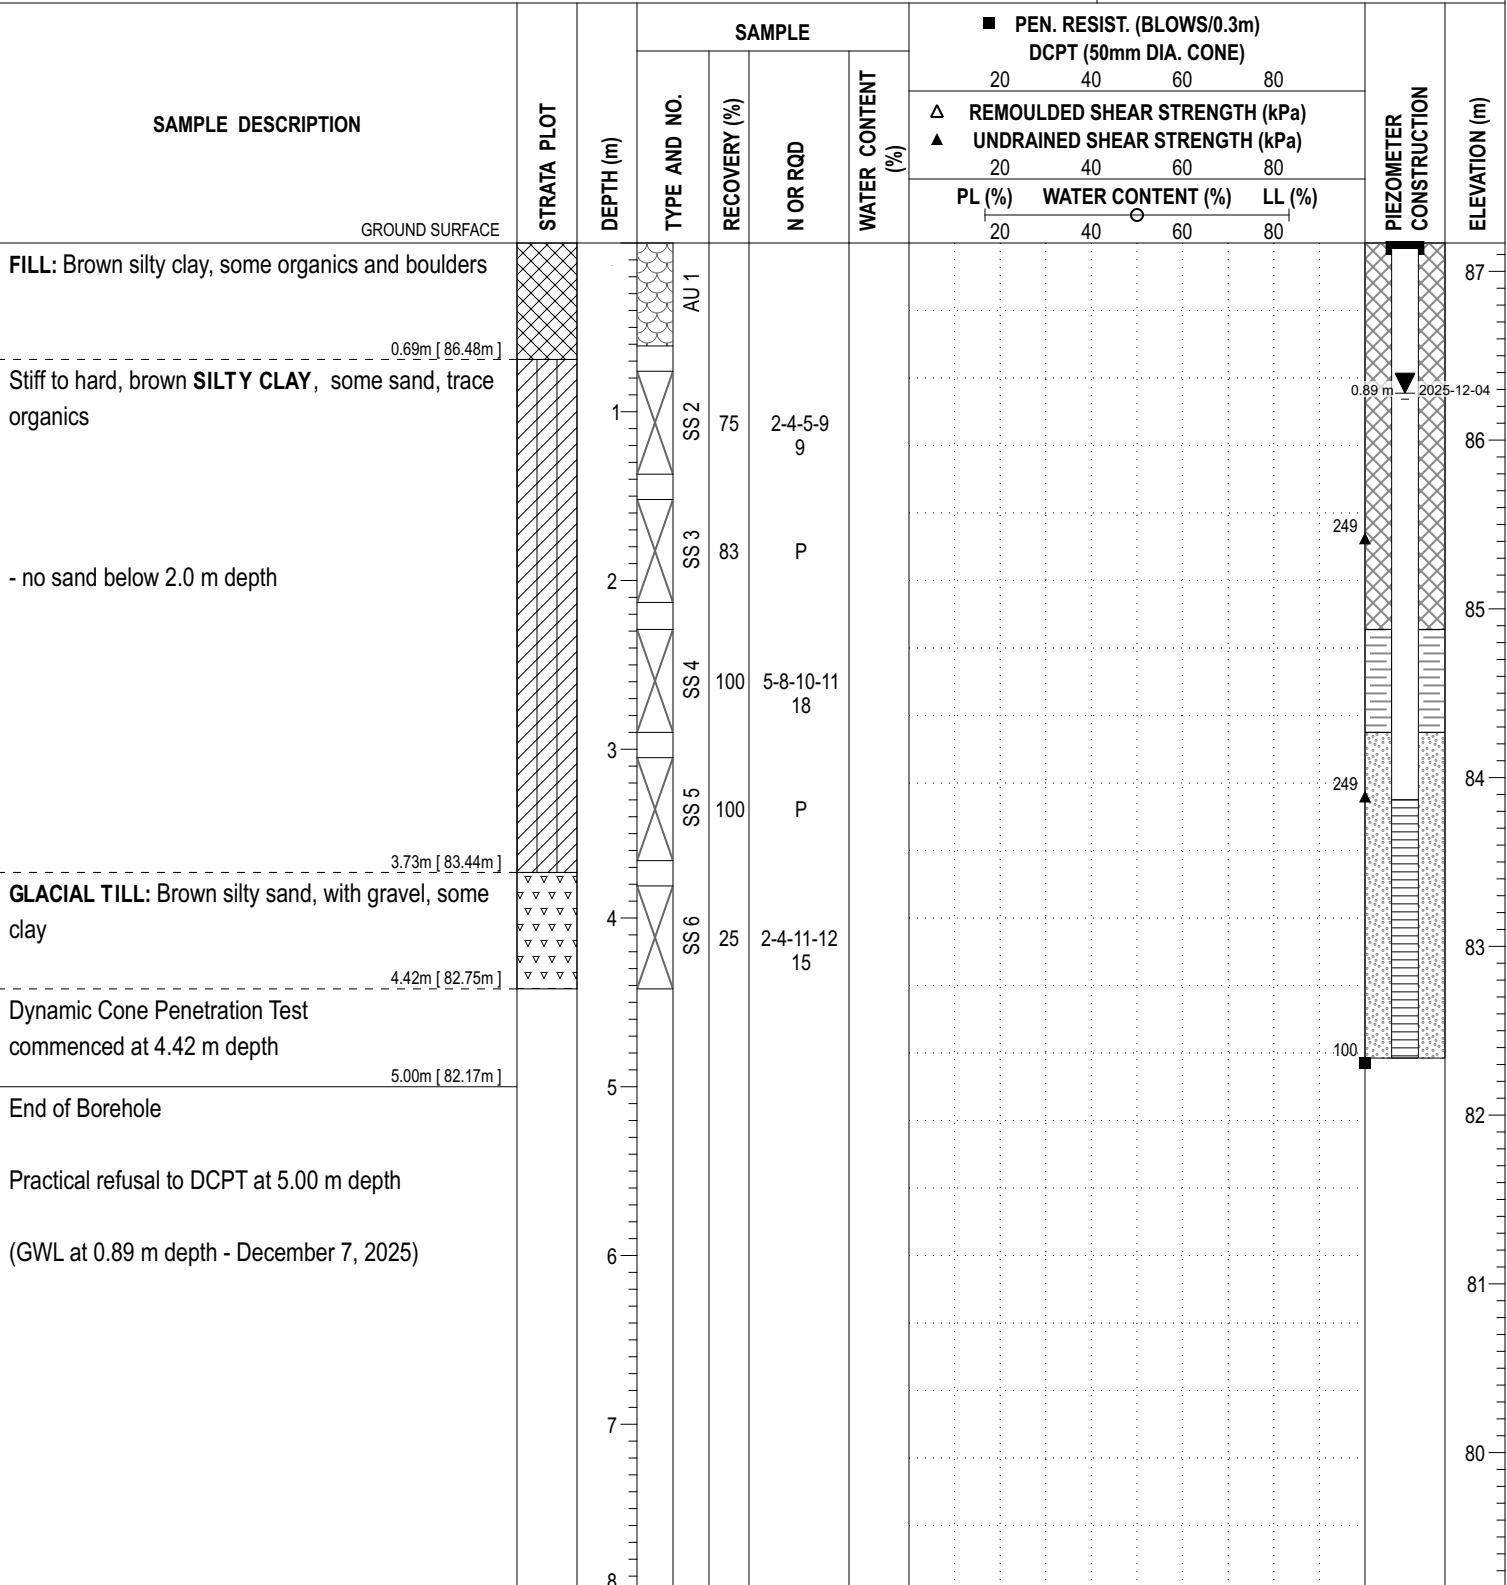 SAMPLE DESCRIPTION
GROUND SURFACE
STRATA PLOT
DEPTH (m)
SAMPLE
TYPE AND NO.
RECOVERY (%)
N OR RQD
WATER CONTENT
(%)
■ PEN. RESIST. (BLOWS/0.3m)
DCPT (50mm DIA. CONE)
20 40 60 80
△ REMOULDED SHEAR STRENGTH (kPa)
▲ UNDRAINED SHEAR STRENGTH (kPa)
20 40 60 80
PL (%) WATER CONTENT (%) LL (%)
20 40 60 80
PIEZOMETER
CONSTRUCTION
ELEVATION (m)
FILL: Brown silty clay, some organics and boulders
0.69m [ 86.48m ]
Stiff to hard, brown SILTY CLAY, some sand, trace
organics
- no sand below 2.0 m depth
3.73m [ 83.44m ]
GLACIAL TILL: Brown silty sand, with gravel, some
clay
4.42m [ 82.75m ]
Dynamic Cone Penetration Test
commenced at 4.42 m depth
5.00m [ 82.17m ]
End of Borehole
Practical refusal to DCPT at 5.00 m depth
(GWL at 0.89 m depth - December 7, 2025)
1
2
3
4
5
6
7
8
AU 1
SS 2
75
2-4-5-9
9
SS 3
83
P
SS 4
100
5-8-10-11
18
SS 5
100
P
SS 6
25
2-4-11-12
15
249
249
100
0.89 m
2025-12-04
87
86
85
84
83
82
81
80